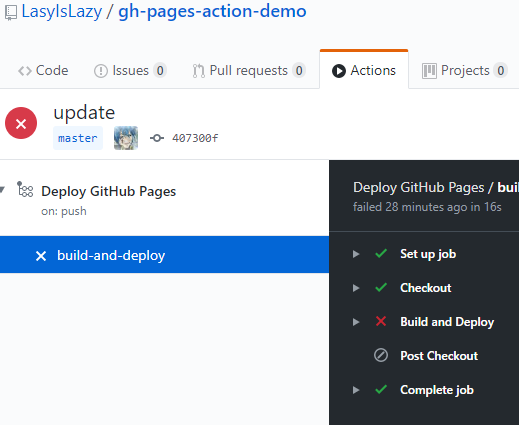 LasyIsLazy / gh-pages-action-demo
Code Issues 0 Pull requests 0 Actions Projects 0
update
master 407300f
Deploy GitHub Pages
on: push
build-and-deploy
Deploy GitHub Pages / bui
failed 28 minutes ago in 16s
Set up job
Checkout
Build and Deploy
Post Checkout
Complete job